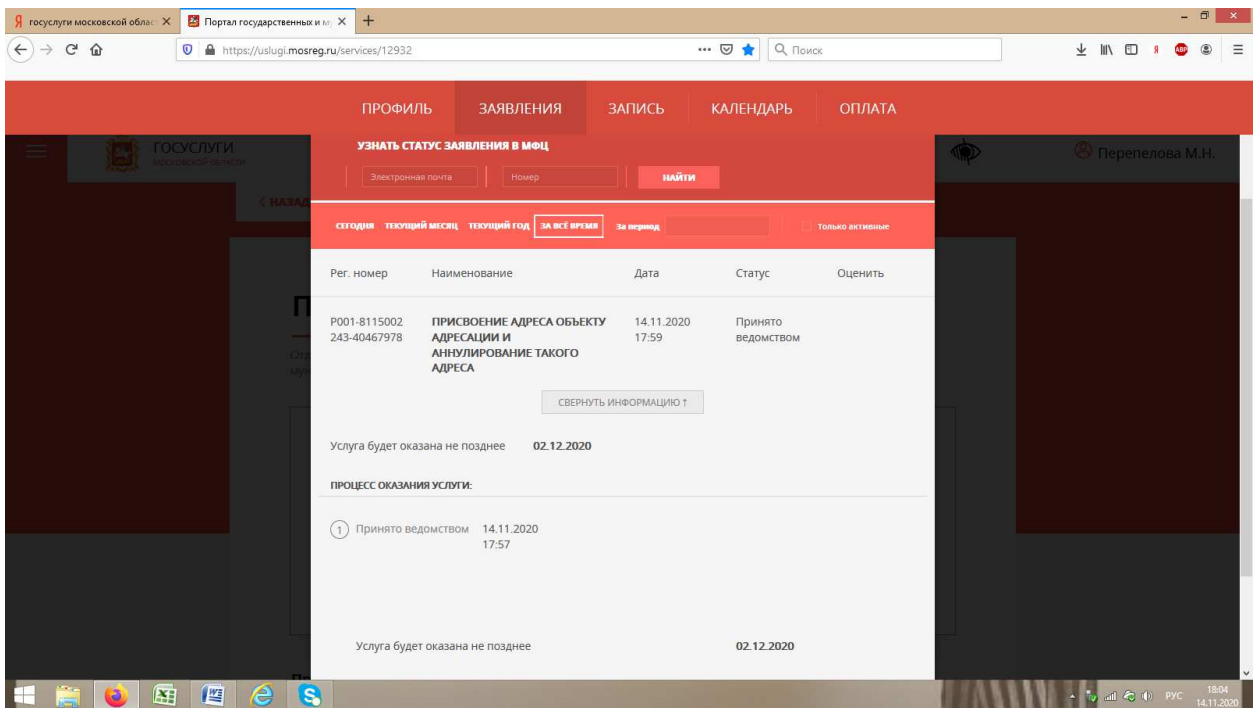 Я госуслуги московской облас
Портал государственных и м
https://uslugi.mosreg.ru/services/12932
Поиск
ABP
ПРОФИЛЬ ЗАЯВЛЕНИЯ ЗАПИСЬ КАЛЕНДАРЬ ОПЛАТА
ГОСУСЛУГИ
МОСКОВСКОЙ ОБЛАСТИ
Перепелова М.Н.
УЗНАТЬ СТАТУС ЗАЯВЛЕНИЯ В МФЦ
Электронная почта Номер НАЙТИ
НАЗАД
СЕГОДНЯ ТЕКУЩИЙ МЕСЯЦ ТЕКУЩИЙ ГОД ЗА ВСЁ ВРЕМЯ За период Только активные
Рег. номер Наименование Дата Статус Оценить
P001-8115002 ПРИСВОЕНИЕ АДРЕСА ОБЪЕКТУ 14.11.2020 Принято
243-40467978 АДРЕСАЦИИ И 17:59 ведомством
АННУЛИРОВАНИЕ ТАКОГО
АДРЕСА
СВЕРНУТЬ ИНФОРМАЦИЮ ↑
Услуга будет оказана не позднее 02.12.2020
ПРОЦЕСС ОКАЗАНИЯ УСЛУГИ:
1 Принято ведомством 14.11.2020
17:57
Услуга будет оказана не позднее 02.12.2020
РУС 18:04
14.11.2020